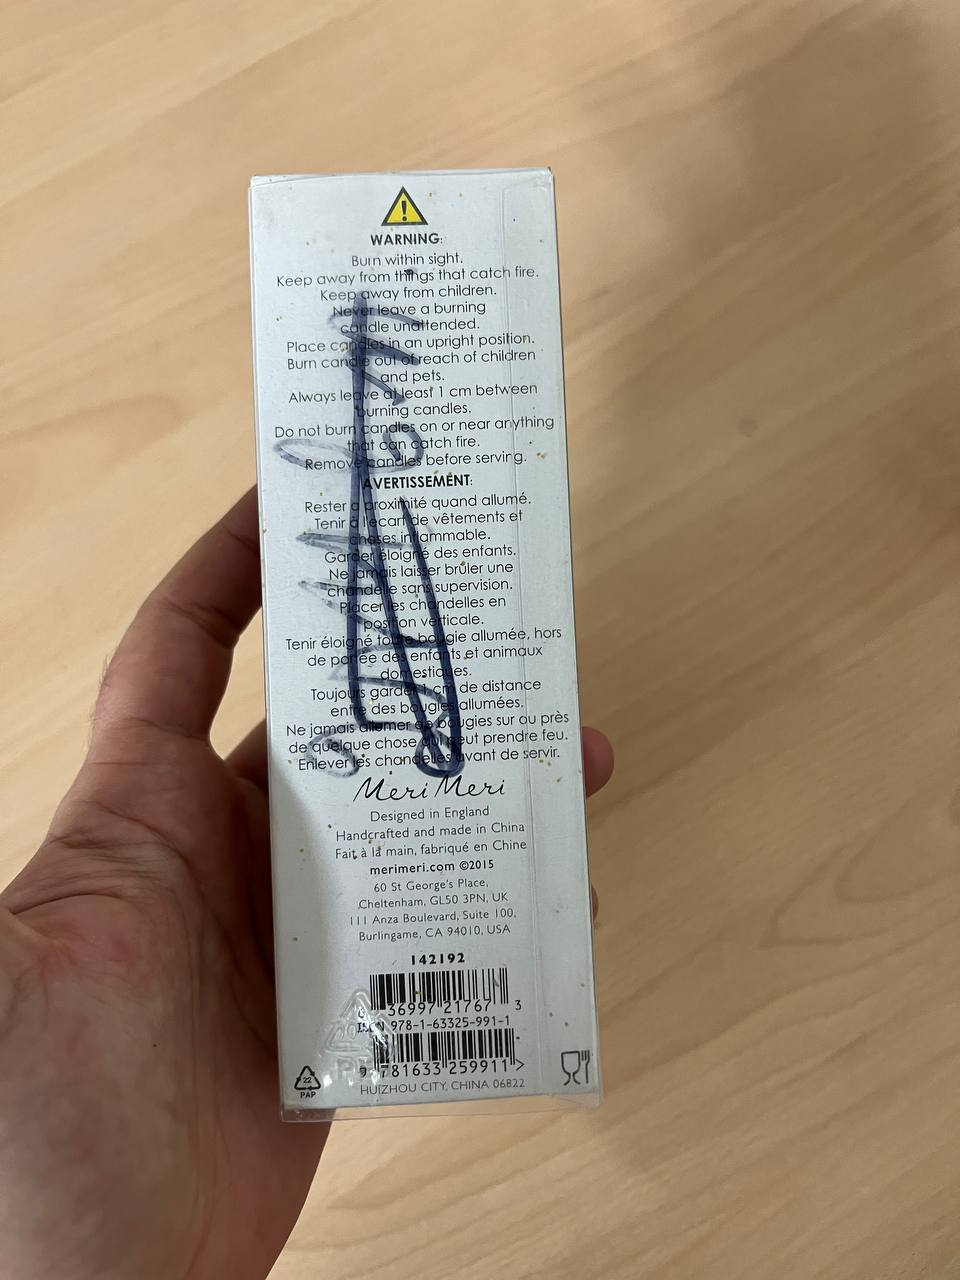 WARNING:
Burn within sight.
Keep away from things that catch fire.
Keep away from children.
Never leave a burning
candle unattended.
Place candles in an upright position.
Burn candle out of reach of children
and pets.
Always leave at least 1 cm between
burning candles.
Do not burn candles on or near anything
that can catch fire.
Remove candles before serving.
AVERTISSEMENT:
Rester a proximité quand allumé.
Tenir à l'écart de vêtements et
choses inflammable.
Garder éloigné des enfants.
Ne jamais laisser brûler une
chandelle sans supervision.
Placer les chandelles en
position verticale.
Tenir éloigné toute bougie allumée, hors
de portée des enfants et animaux
domestiques.
Toujours garder 1 cm de distance
entre des bougies allumées.
Ne jamais allumer de bougies sur ou près
de quelque chose qui peut prendre feu.
Enlever les chandelles avant de servir.
Meri Meri
Designed in England
Handcrafted and made in China
Fait à la main, fabriqué en Chine
merimeri.com ©2015
60 St George's Place,
Cheltenham, GL50 3PN, UK
111 Anza Boulevard, Suite 100,
Burlingame, CA 94010, USA
142192
36997 21767 3
ISBN 978-1-63325-991-1
9 781633 259911 >
HUIZHOU CITY, CHINA 06822
22
PAP